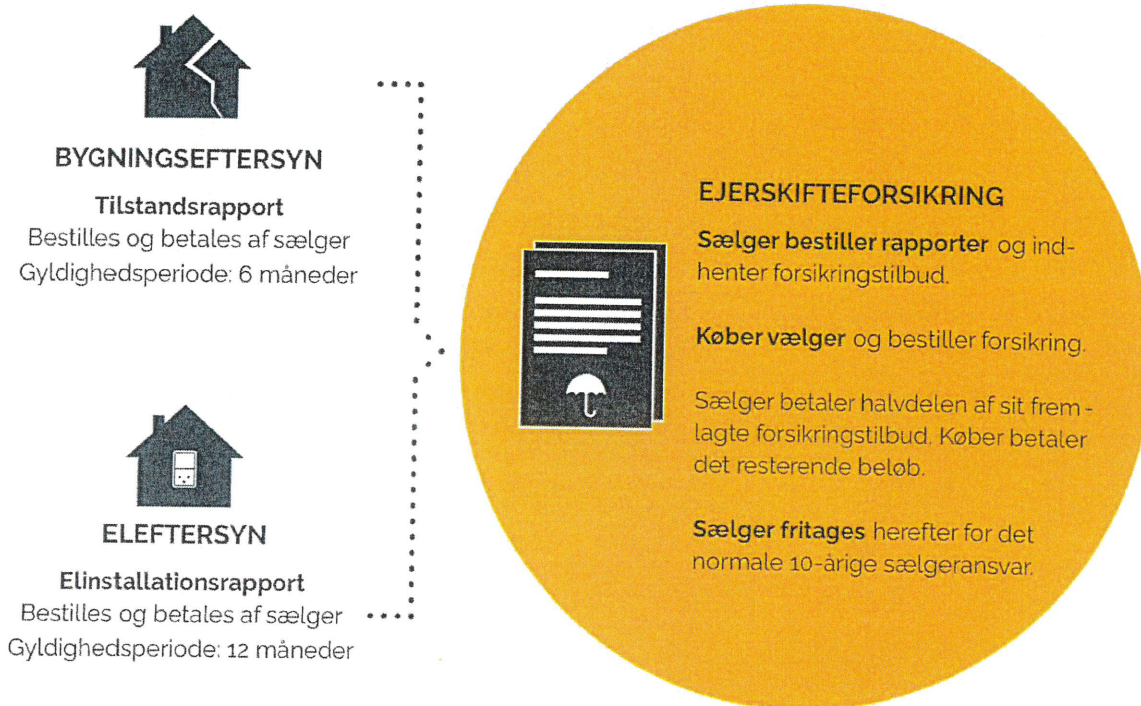 BYGNINGSEFTERSYN
Tilstandsrapport
Bestilles og betales af sælger
Gyldighedsperiode: 6 måneder
ELEFTERSYN
Elinstallationsrapport
Bestilles og betales af sælger
Gyldighedsperiode: 12 måneder
EJERSKIFTEFORSIKRING
Sælger bestiller rapporter og ind-
henter forsikringstilbud.
Køber vælger og bestiller forsikring.
Sælger betaler halvdelen af sit frem-
lagte forsikringstilbud. Køber betaler
det resterende beløb.
Sælger fritages herefter for det
normale 10-årige sælgeransvar.